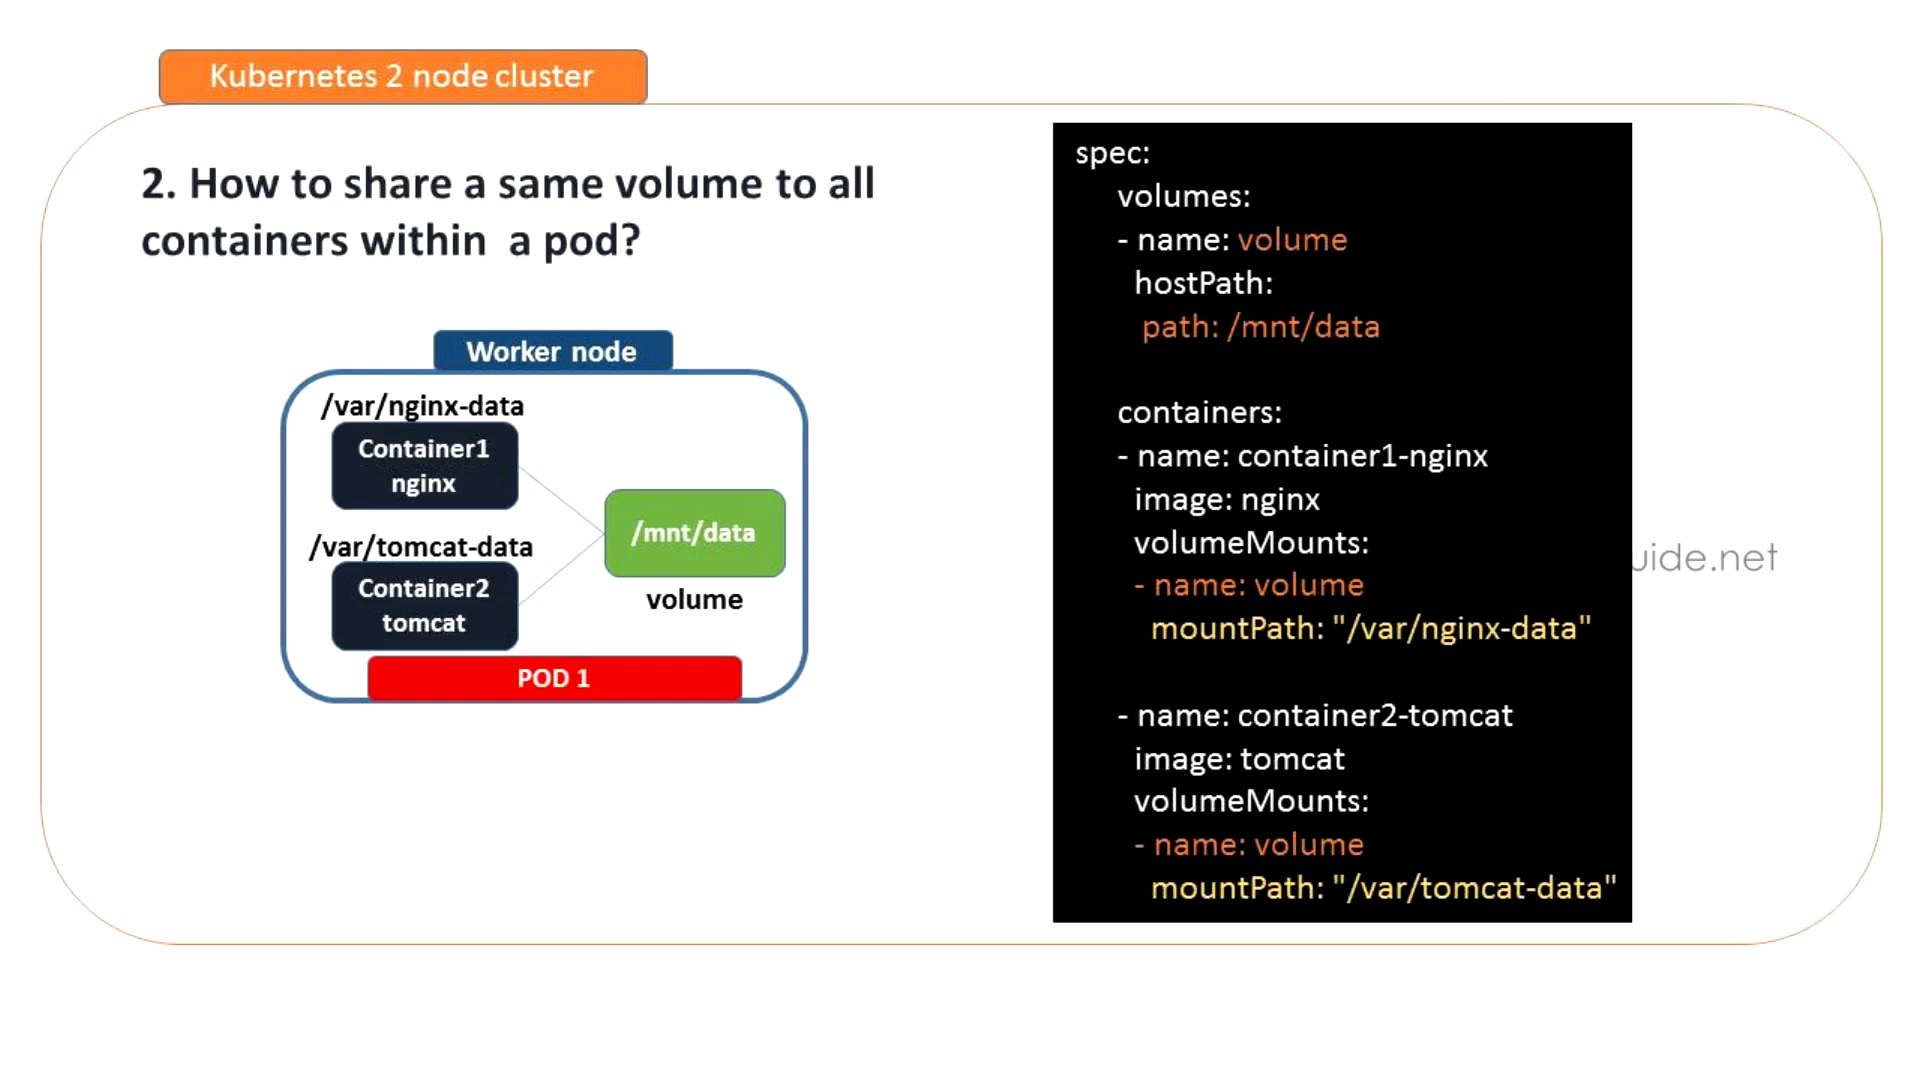 Kubernetes 2 node cluster
2. How to share a same volume to all
containers within a pod?
Worker node
/var/nginx-data
Container1
nginx
/var/tomcat-data
Container2
tomcat
/mnt/data
volume
POD 1
spec:
volumes:
- name: volume
hostPath:
path: /mnt/data
containers:
- name: container1-nginx
image: nginx
volumeMounts:
- name: volume
mountPath: "/var/nginx-data"
- name: container2-tomcat
image: tomcat
volumeMounts:
- name: volume
mountPath: "/var/tomcat-data"
uide.net